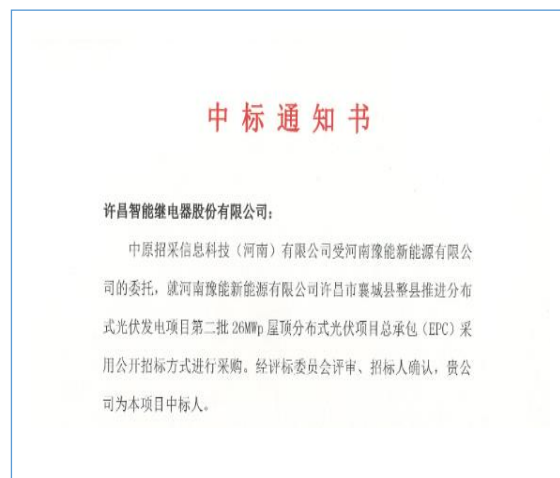 中标通知书
许昌智能继电器股份有限公司：
中原招采信息科技（河南）有限公司受河南豫能新能源有限公
司的委托，就河南豫能新能源有限公司许昌市襄城县整县推进分布
式光伏发电项目第二批 26MWp 屋顶分布式光伏项目总承包（EPC）采
用公开招标方式进行采购。经评标委员会评审、招标人确认，贵公
司为本项目中标人。